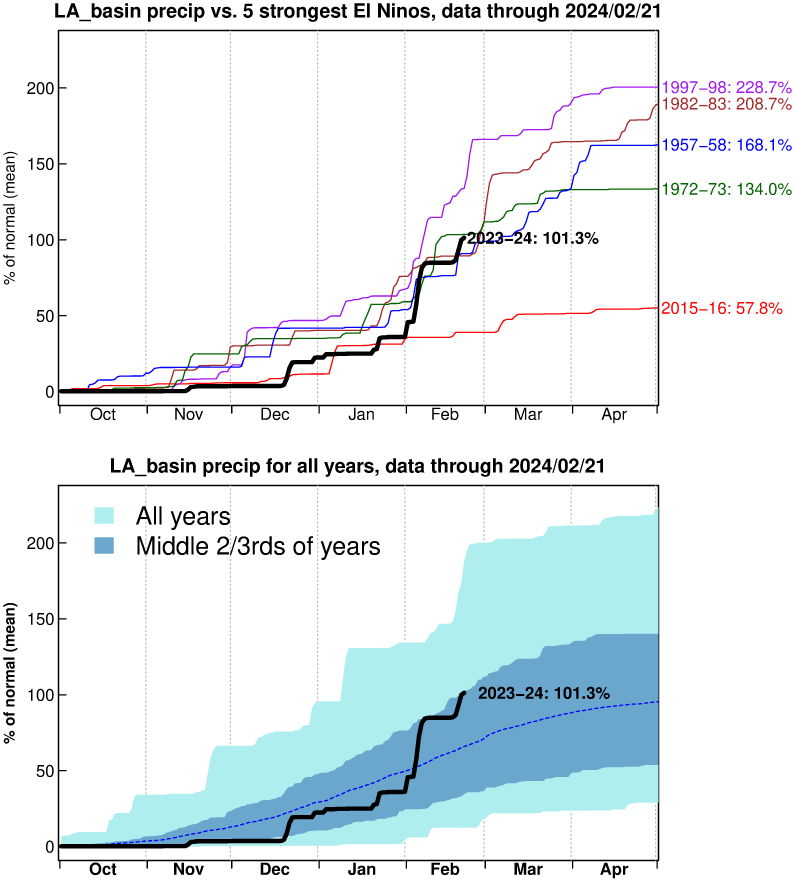 LA_basin precip vs. 5 strongest El Ninos, data through 2024/02/21
% of normal (mean)
200
150
100
50
0
1997−98: 228.7%
1982−83: 208.7%
1957−58: 168.1%
1972−73: 134.0%
2023−24: 101.3%
2015−16: 57.8%
Oct Nov Dec Jan Feb Mar Apr
LA_basin precip for all years, data through 2024/02/21
% of normal (mean)
200
150
100
50
0
All years
Middle 2/3rds of years
2023−24: 101.3%
Oct Nov Dec Jan Feb Mar Apr